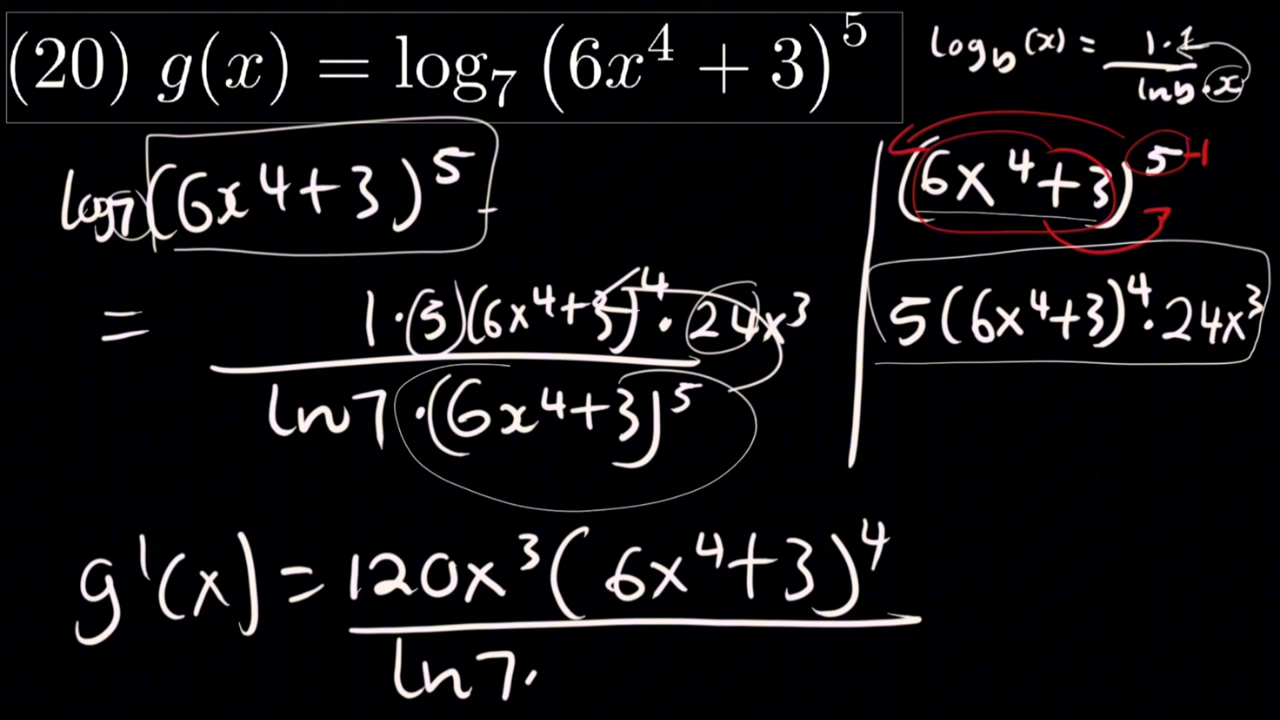 (20) g(x) = log₇ (6x⁴ + 3)⁵
log_b (x) = (1·1)/(ln b · x)
log₇(6x⁴+3)⁵
(6x⁴+3)⁵ -1
= (1·(5)(6x⁴+3)⁴ · 24x³)/(ln7·(6x⁴+3)⁵)
5(6x⁴+3)⁴·24x³
g'(x) = 120x³(6x⁴+3)⁴
ln7·